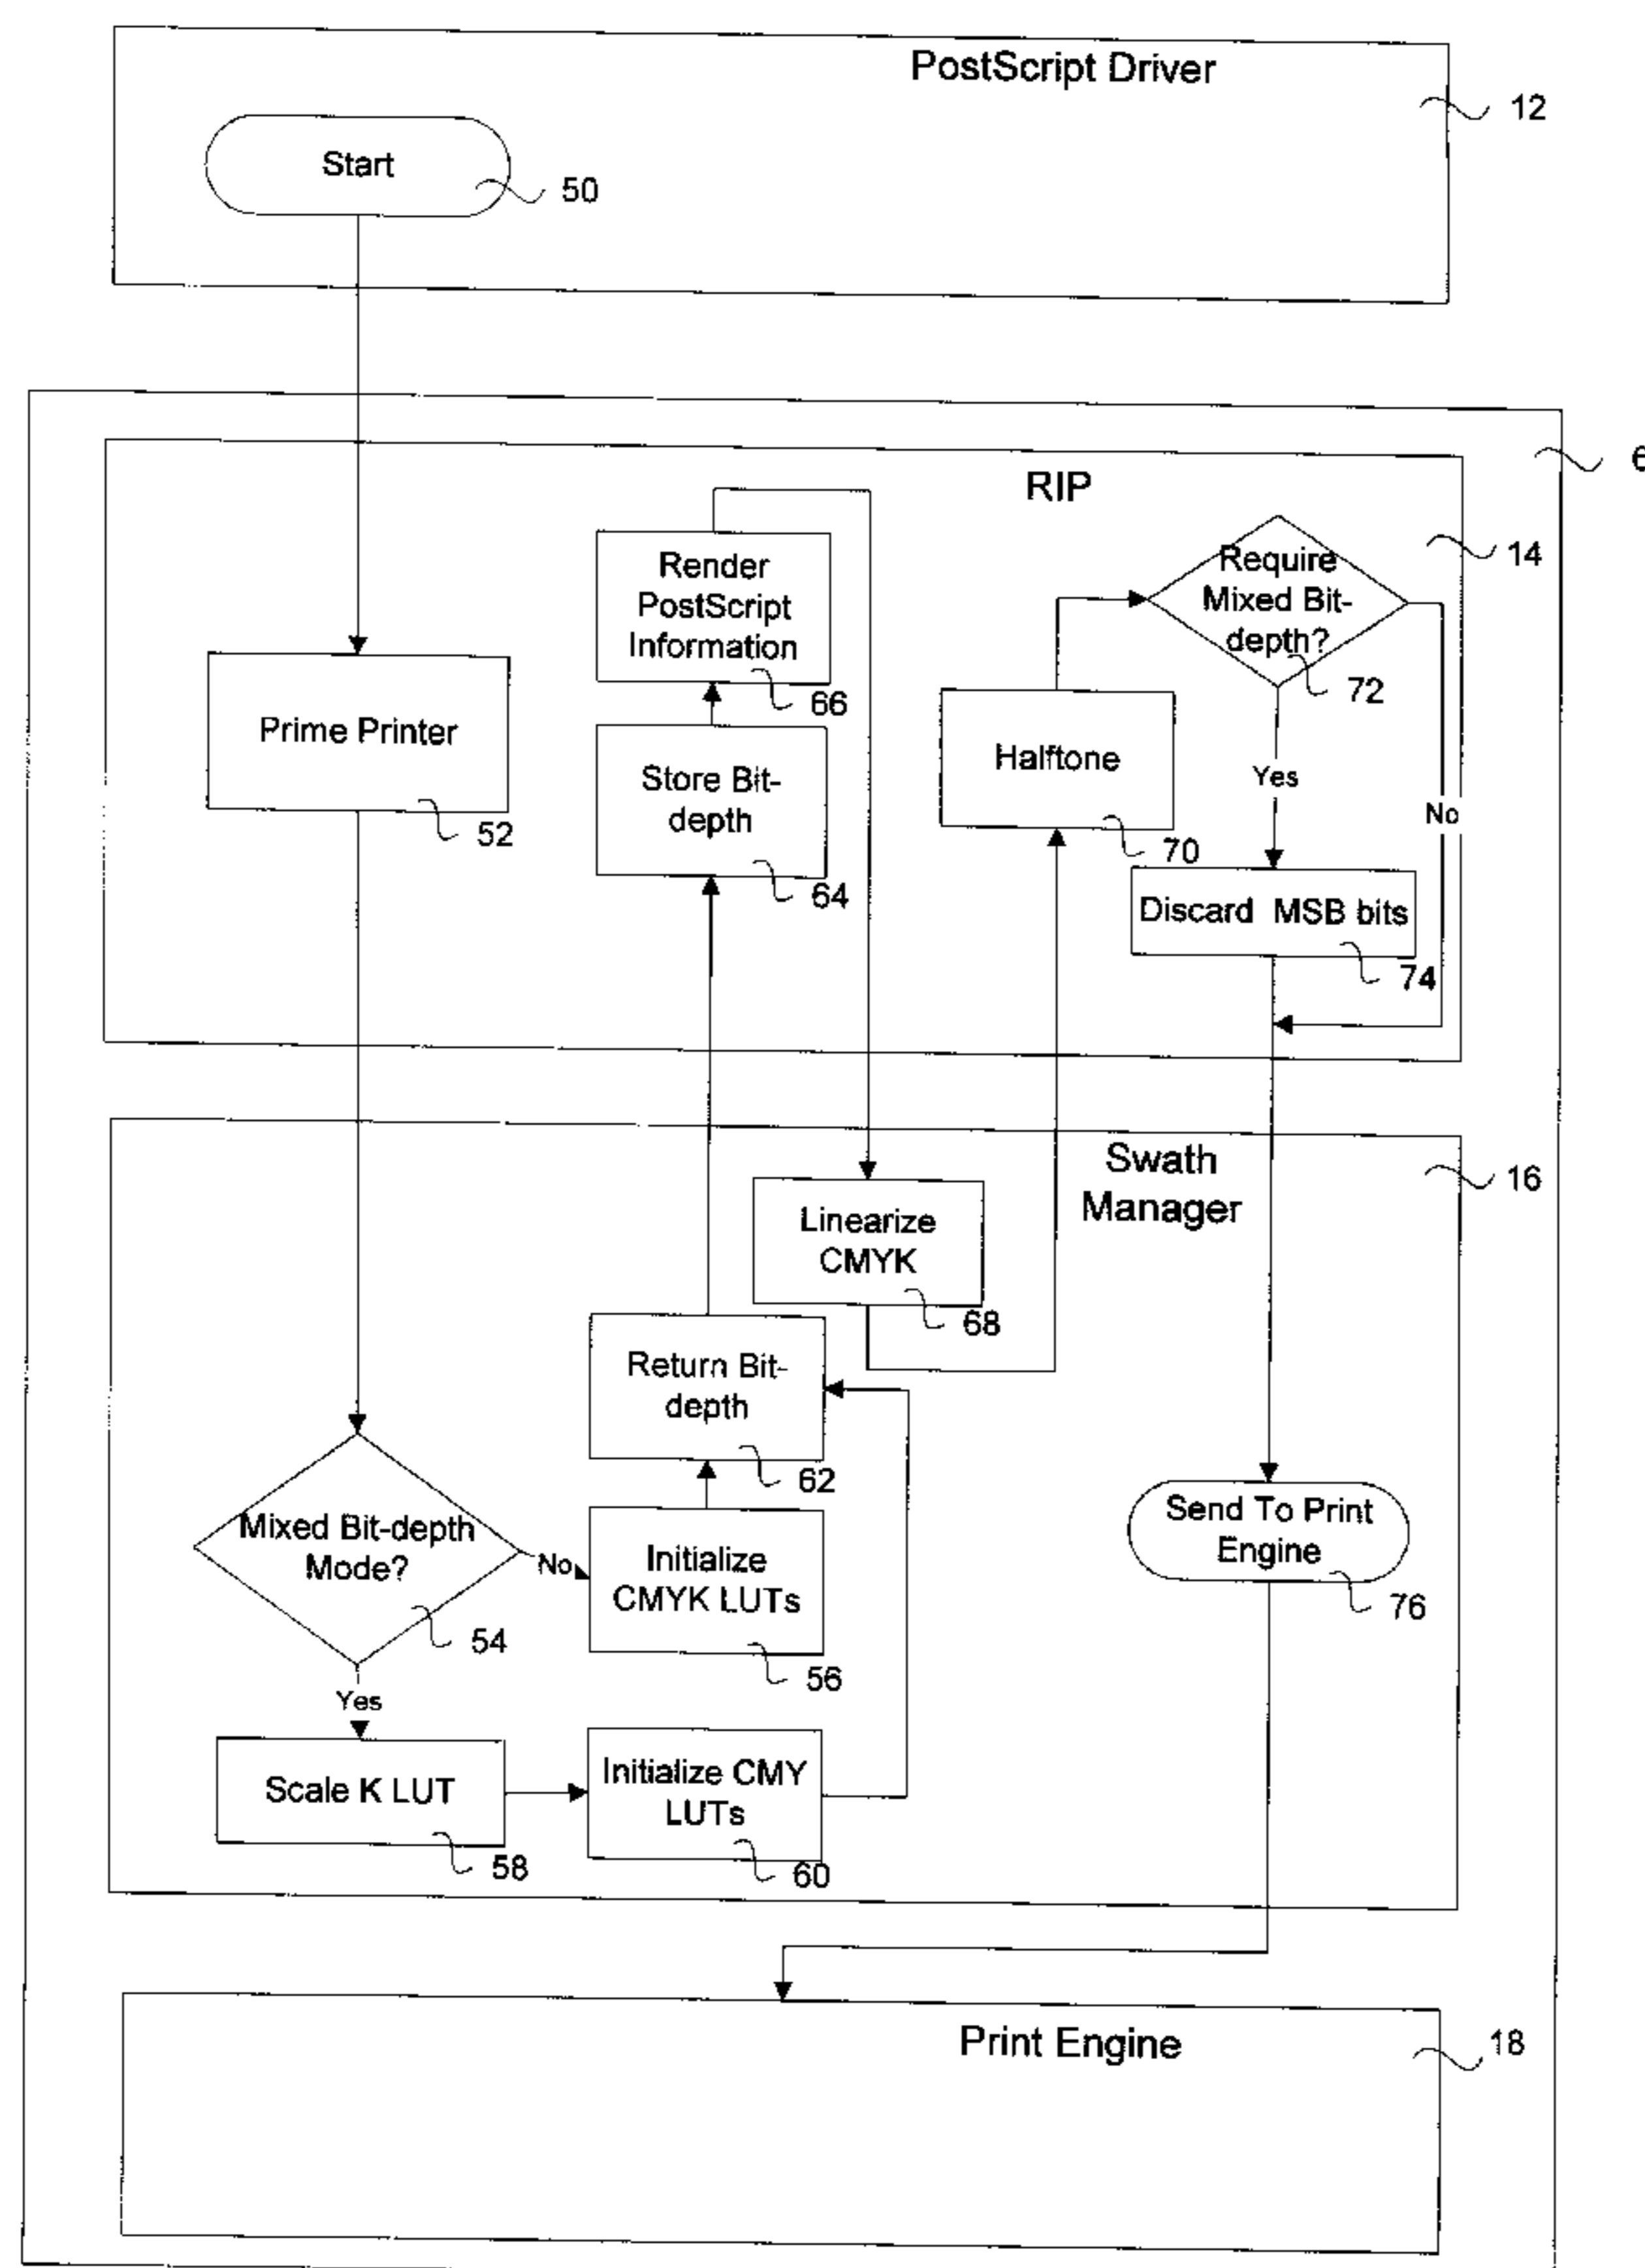 PostScript Driver
12
Start
50
6
RIP
14
Render
PostScript
Information
66
Require
Mixed Bit-
depth?
72
Prime Printer
52
Store Bit-
depth
64
Halftone
70
Yes
No
Discard MSB bits
74
Swath
Manager
16
Linearize
CMYK
68
Return Bit-
depth
62
Mixed Bit-depth
Mode?
54
No
Initialize
CMYK LUTs
56
Send To Print
Engine
76
Yes
Scale K LUT
58
Initialize CMY
LUTs
60
Print Engine
18